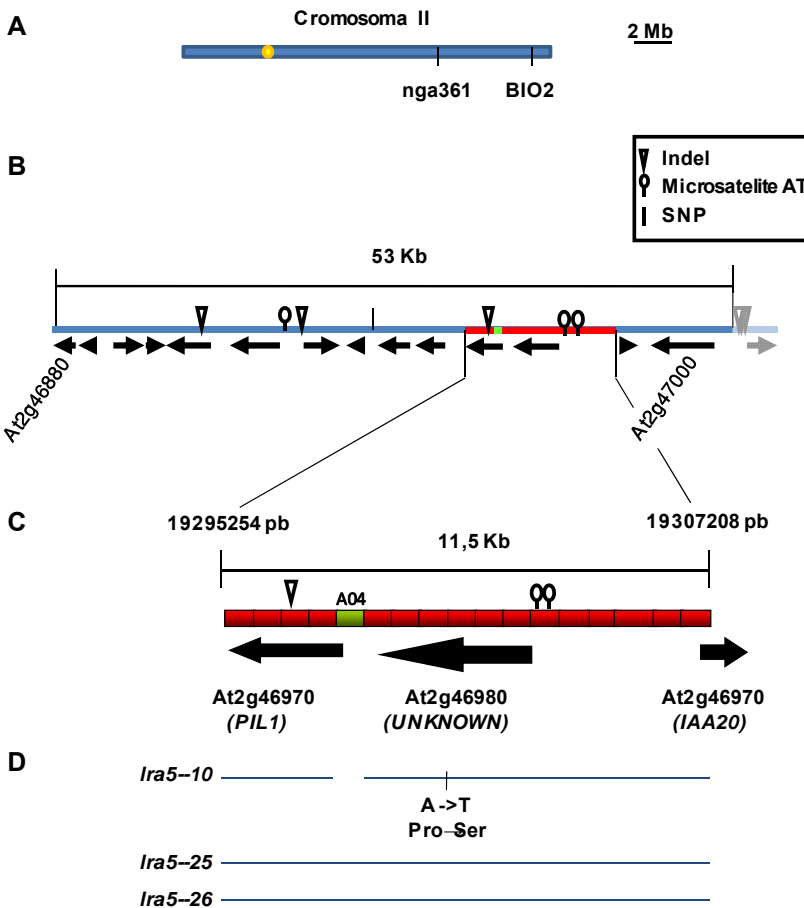 A
Cromosoma II
2 Mb
nga361
BIO2
B
Indel
Microsatelite AT
SNP
53 Kb
At2g46880
At2g47000
C
19295254 pb
19307208 pb
11,5 Kb
A04
At2g46970
(PIL1)
At2g46980
(UNKNOWN)
At2g46970
(IAA20)
D
lra5--10
A ->T
Pro→Ser
lra5--25
lra5--26